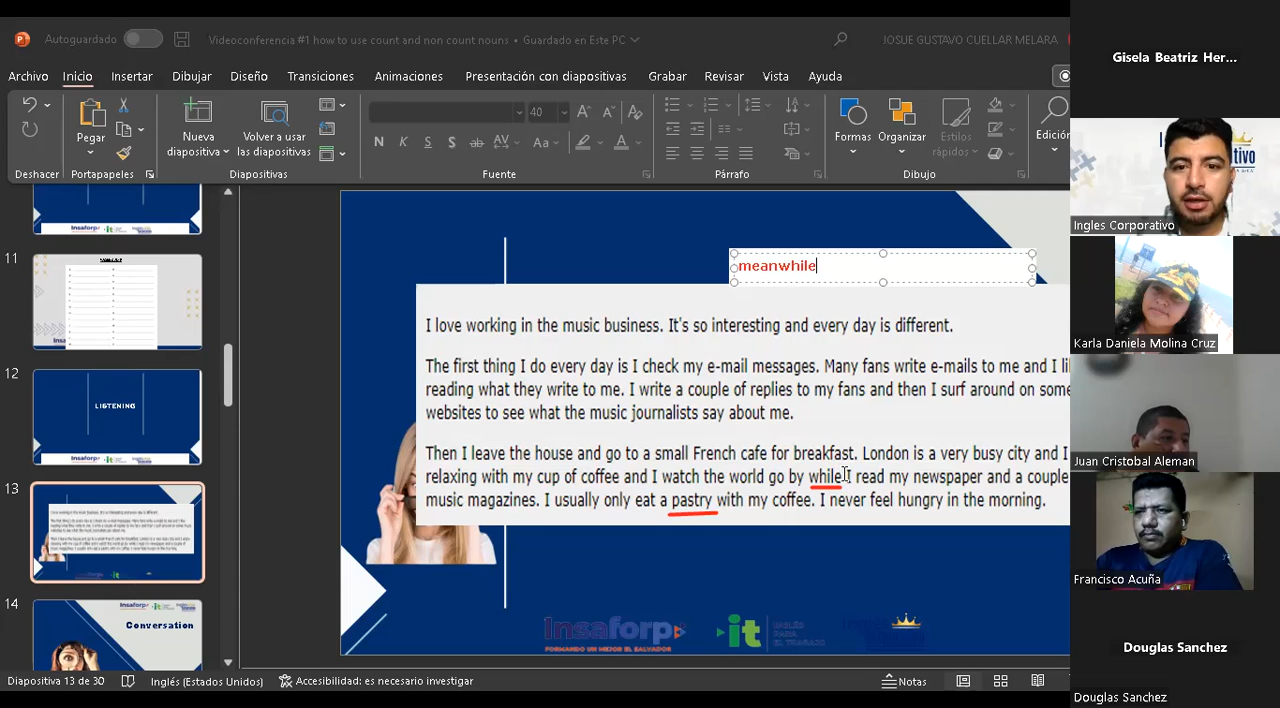 Autoguardado
Videoconferencia #1 how to use count and non count nouns • Guardado en Este PC
JOSUE GUSTAVO CUELLAR MELARA
Archivo Inicio Insertar Dibujar Diseño Transiciones Animaciones Presentación con diapositivas Grabar Revisar Vista Ayuda
Pegar
Nueva diapositiva
Volver a usar las diapositivas
40
N K S S ab AV Aa A
Formas
Organizar
Estilos rápidos
Edición
Deshacer Portapapeles Diapositivas Fuente Párrafo Dibujo
11
12
LISTENING
13
14
Insaforp
Conversation
meanwhile
I love working in the music business. It's so interesting and every day is different.
The first thing I do every day is I check my e-mail messages. Many fans write e-mails to me and I li
reading what they write to me. I write a couple of replies to my fans and then I surf around on some
websites to see what the music journalists say about me.
Then I leave the house and go to a small French cafe for breakfast. London is a very busy city and I
relaxing with my cup of coffee and I watch the world go by while I read my newspaper and a couple
music magazines. I usually only eat a pastry with my coffee. I never feel hungry in the morning.
Insaforp
FORMANDO UN MEJOR EL SALVADOR
it
INGLÉS
PARA
EL TRABAJO
Diapositiva 13 de 30
Inglés (Estados Unidos)
Accesibilidad: es necesario investigar
Notas
Gisela Beatriz Her...
Ingles Corporativo
Karla Daniela Molina Cruz
Juan Cristobal Aleman
Francisco Acuña
Douglas Sanchez
Douglas Sanchez